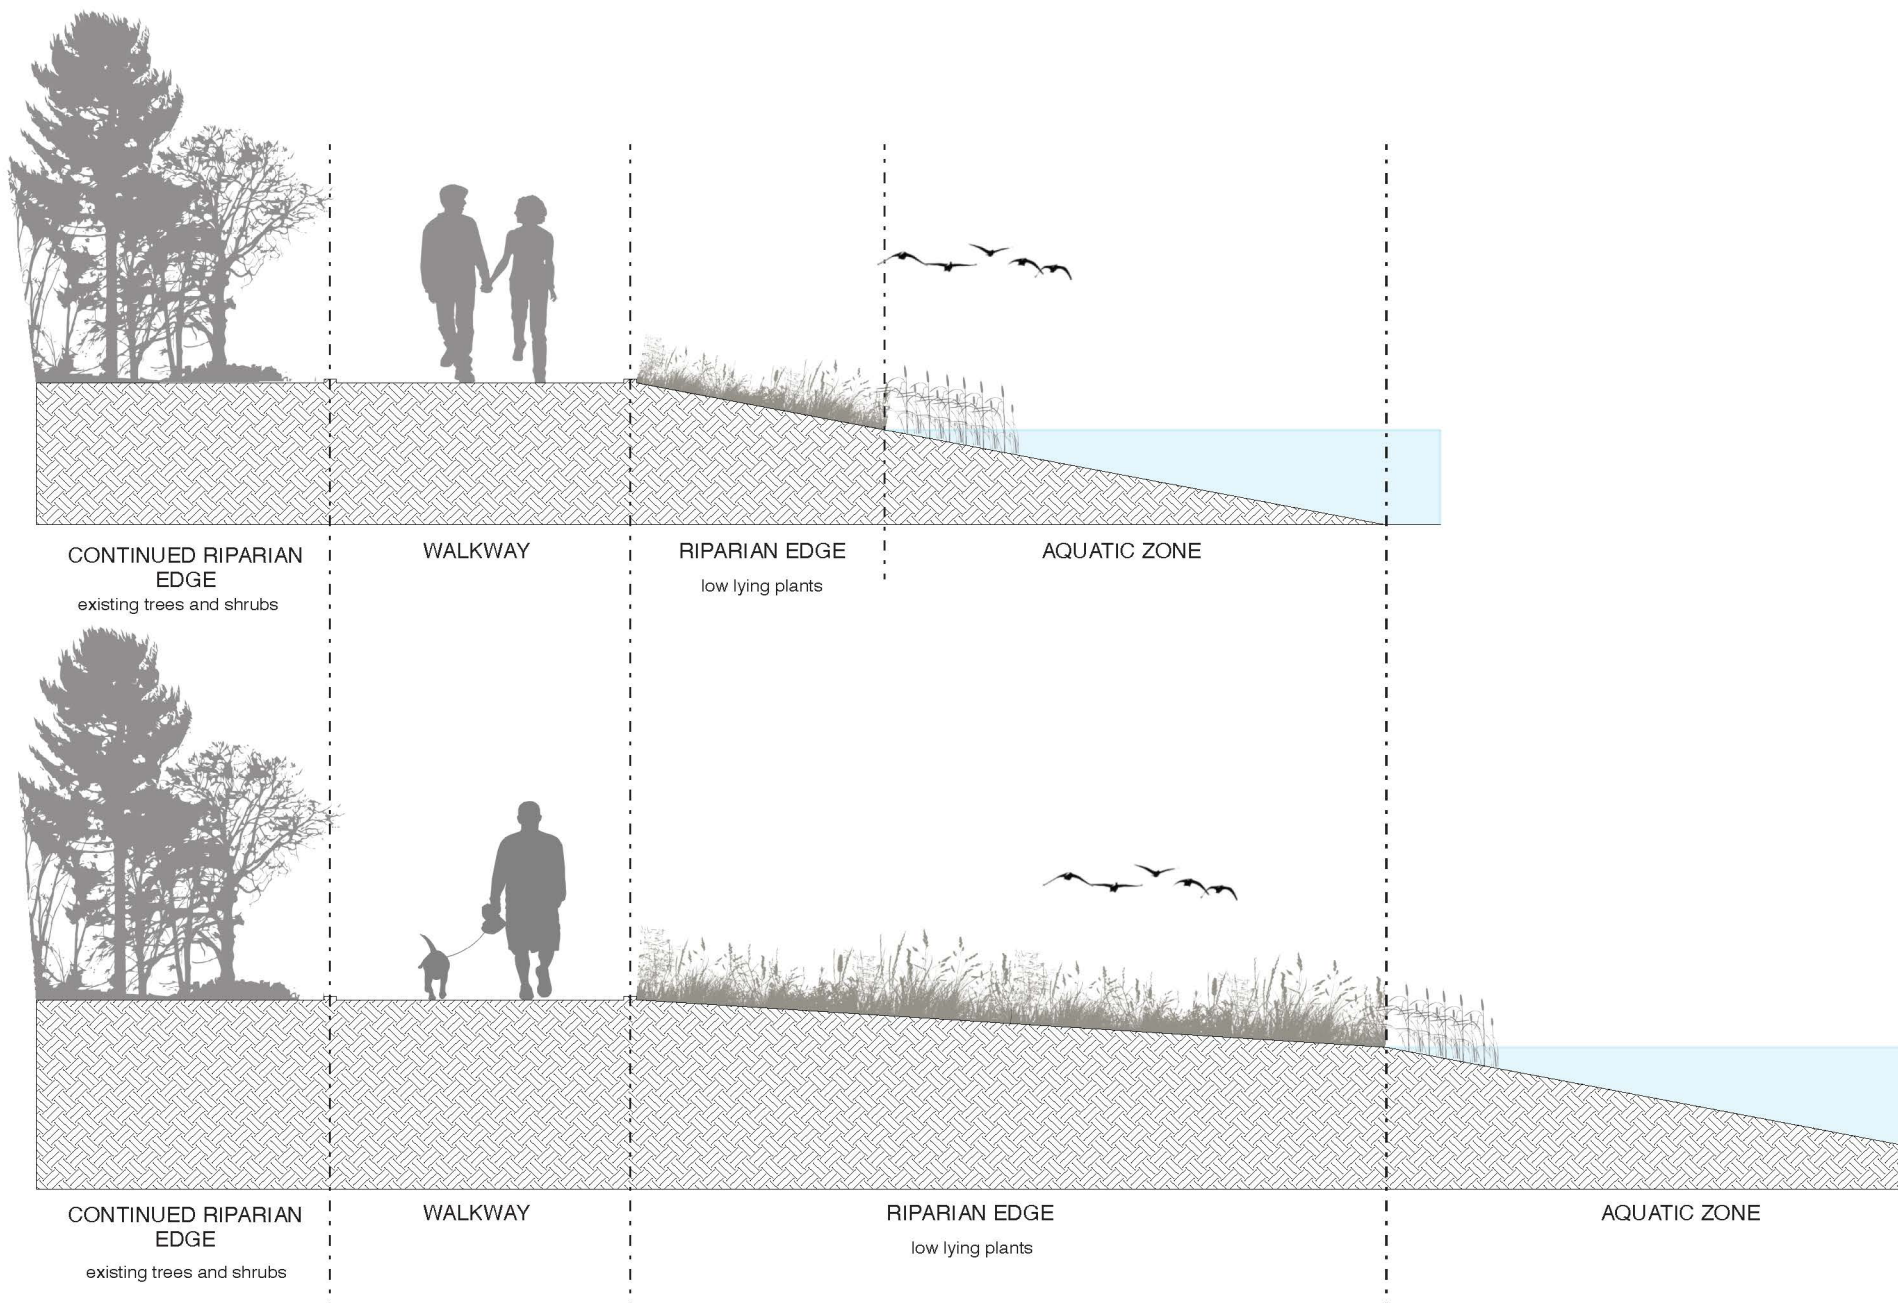 CONTINUED RIPARIAN
EDGE
existing trees and shrubs
WALKWAY
RIPARIAN EDGE
low lying plants
AQUATIC ZONE
CONTINUED RIPARIAN
EDGE
existing trees and shrubs
WALKWAY
RIPARIAN EDGE
low lying plants
AQUATIC ZONE